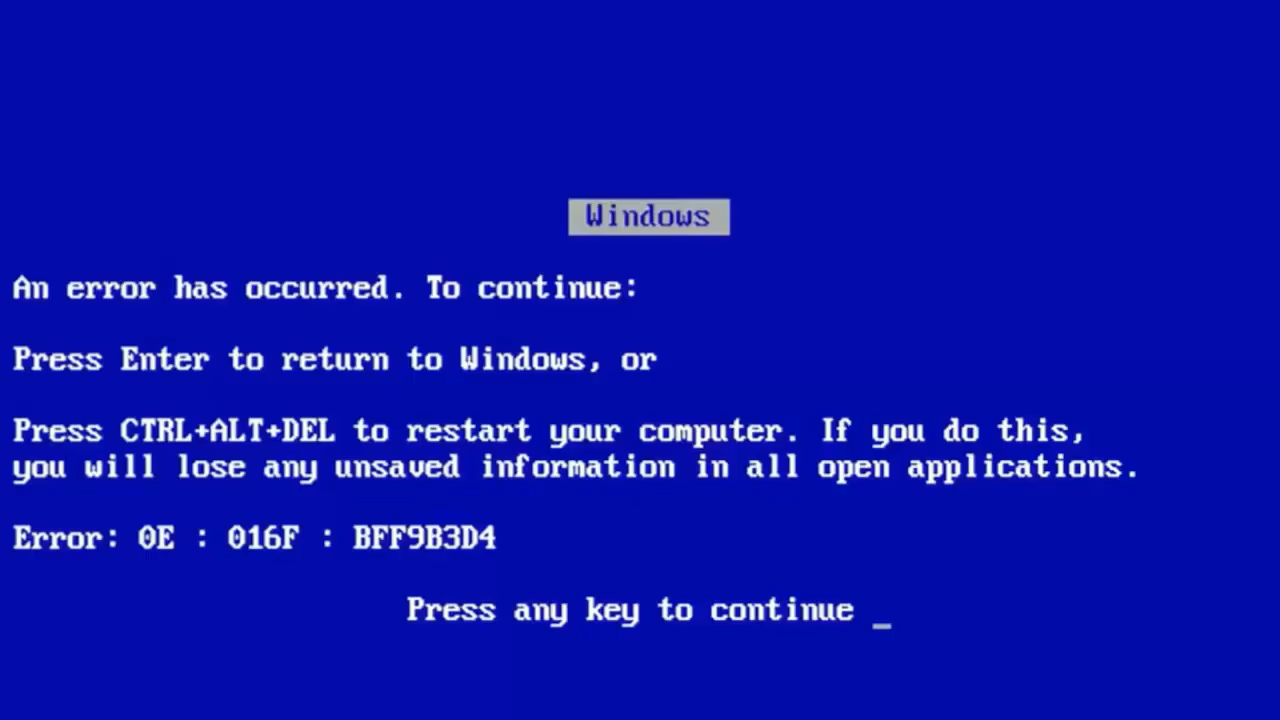 Windows
An error has occurred. To continue:
Press Enter to return to Windows, or
Press CTRL+ALT+DEL to restart your computer. If you do this,
you will lose any unsaved information in all open applications.
Error: 0E : 016F : BFF9B3D4
Press any key to continue _